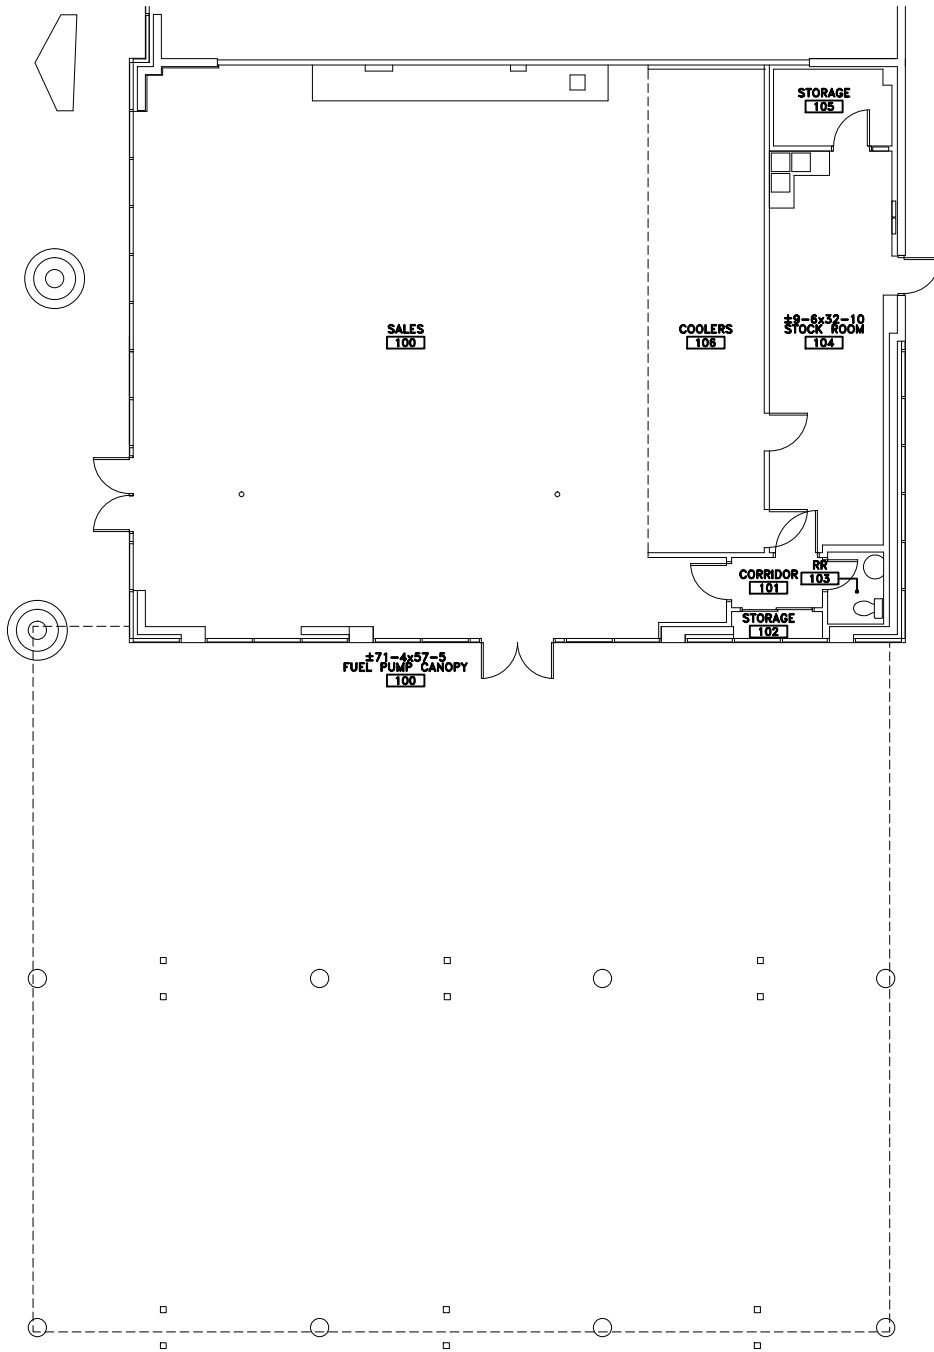 STORAGE
105
±9-6x32-10
STOCK ROOM
104
SALES
100
COOLERS
106
RR
103
CORRIDOR
101
STORAGE
102
±71-4x57-5
FUEL PUMP CANOPY
100